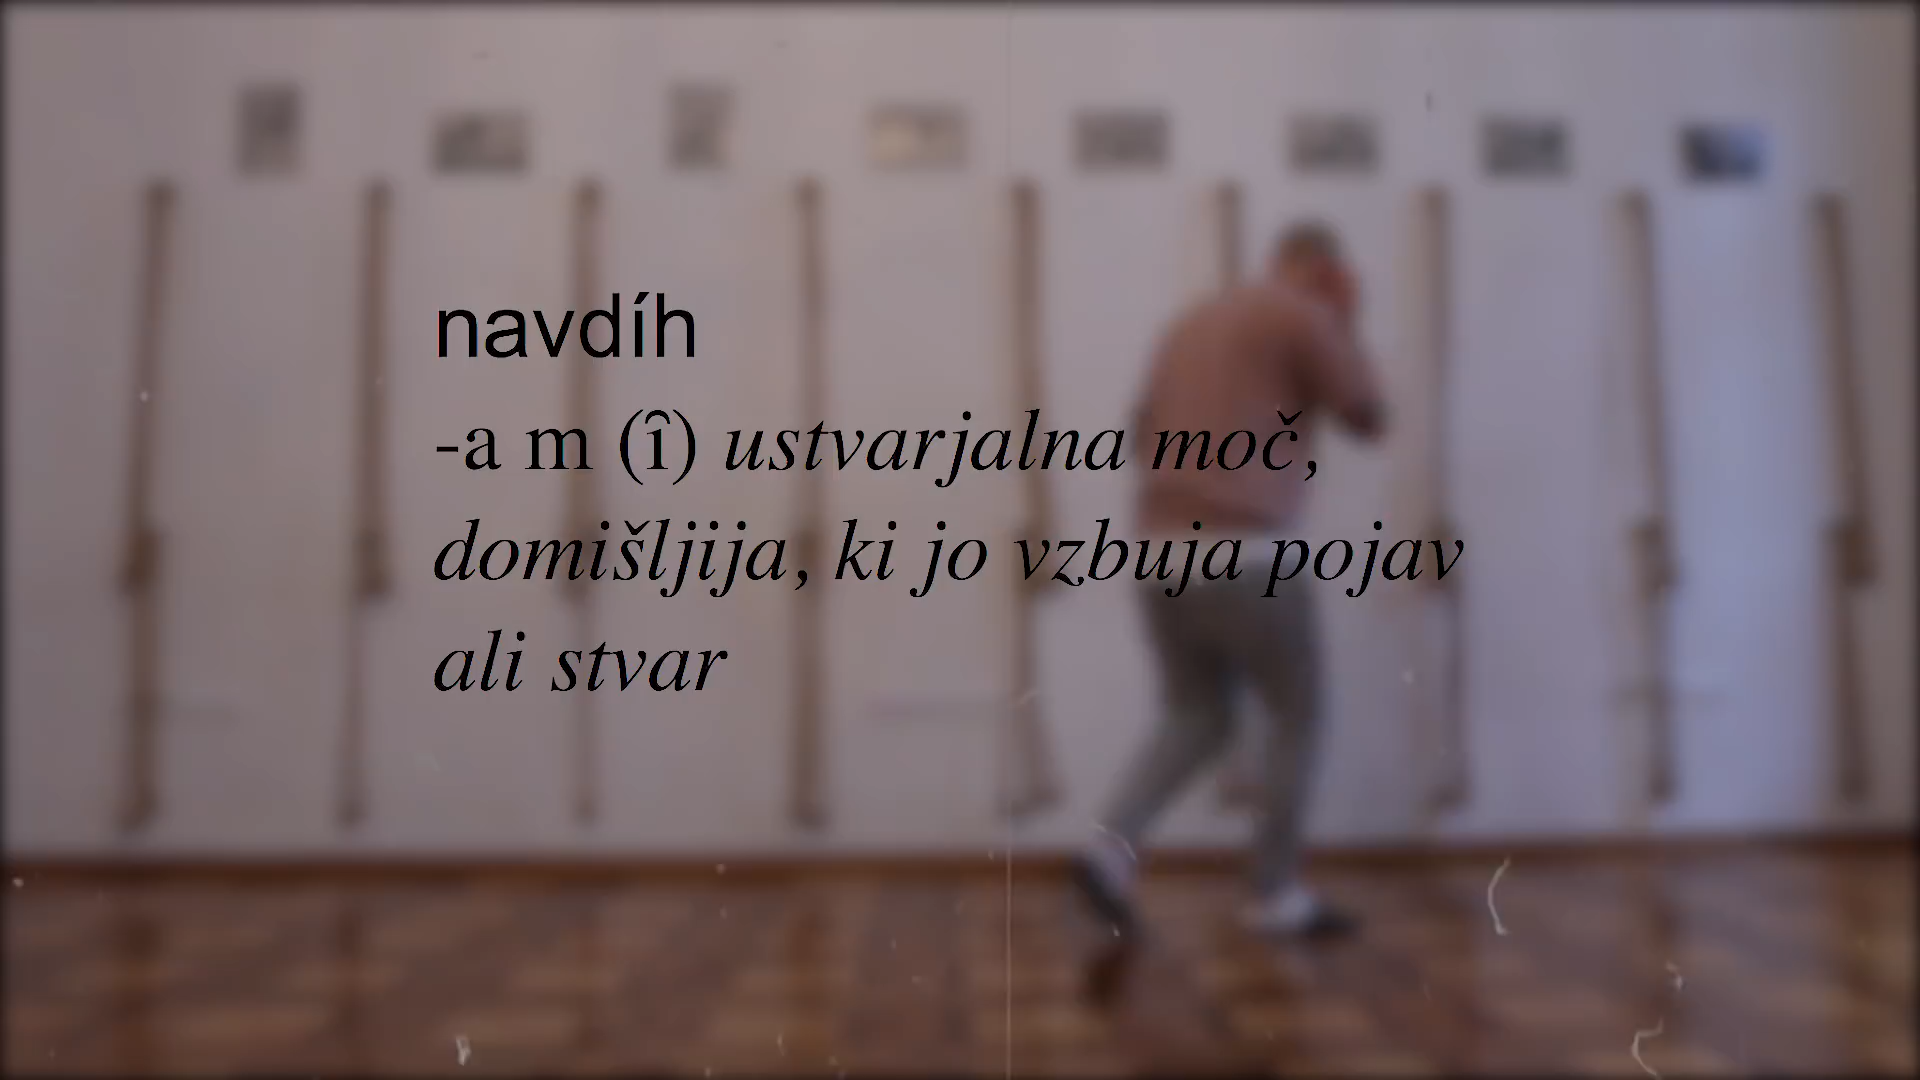 navdíh
-a m (ȋ) ustvarjalna moč,
domišljija, ki jo vzbuja pojav
ali stvar